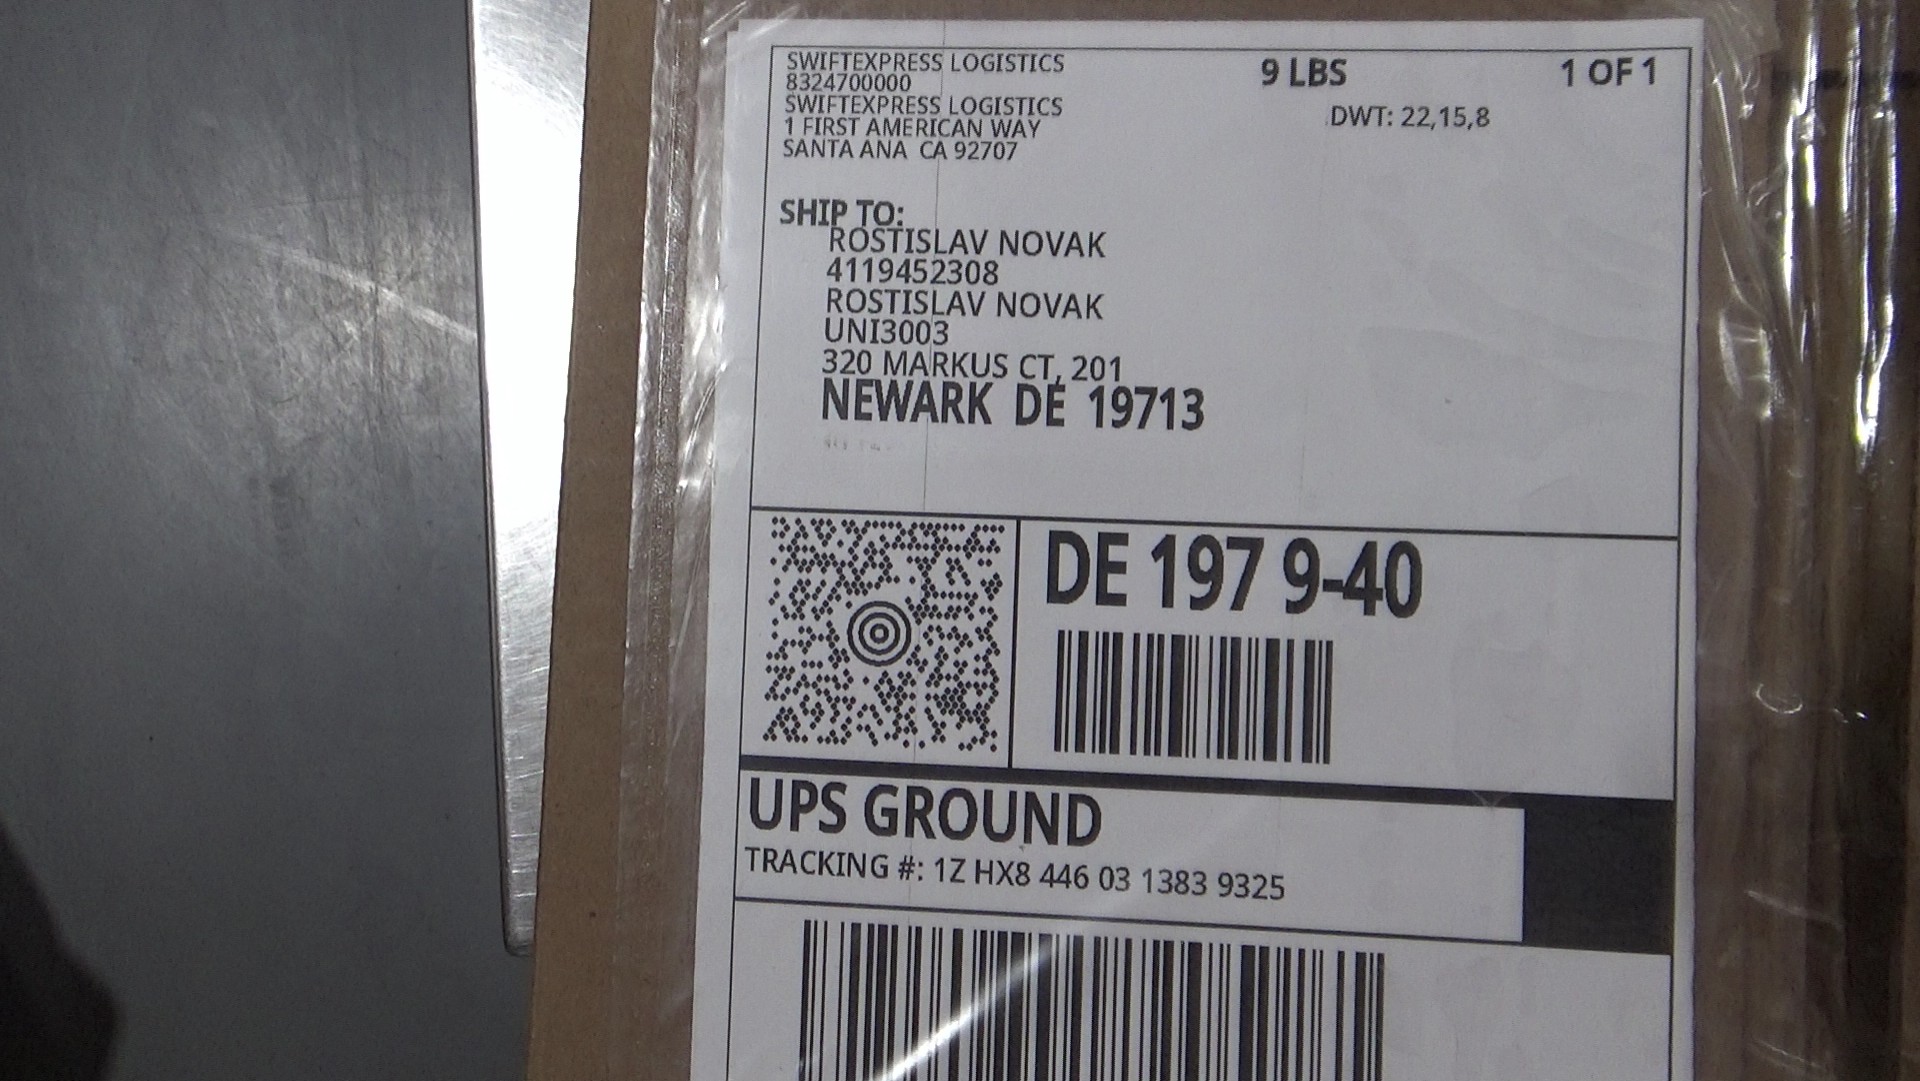 SWIFTEXPRESS LOGISTICS
8324700000
SWIFTEXPRESS LOGISTICS
1 FIRST AMERICAN WAY
SANTA ANA CA 92707
9 LBS
1 OF 1
DWT: 22,15,8
SHIP TO:
ROSTISLAV NOVAK
4119452308
ROSTISLAV NOVAK
UNI3003
320 MARKUS CT, 201
NEWARK DE 19713
DE 197 9-40
UPS GROUND
TRACKING #: 1Z HX8 446 03 1383 9325